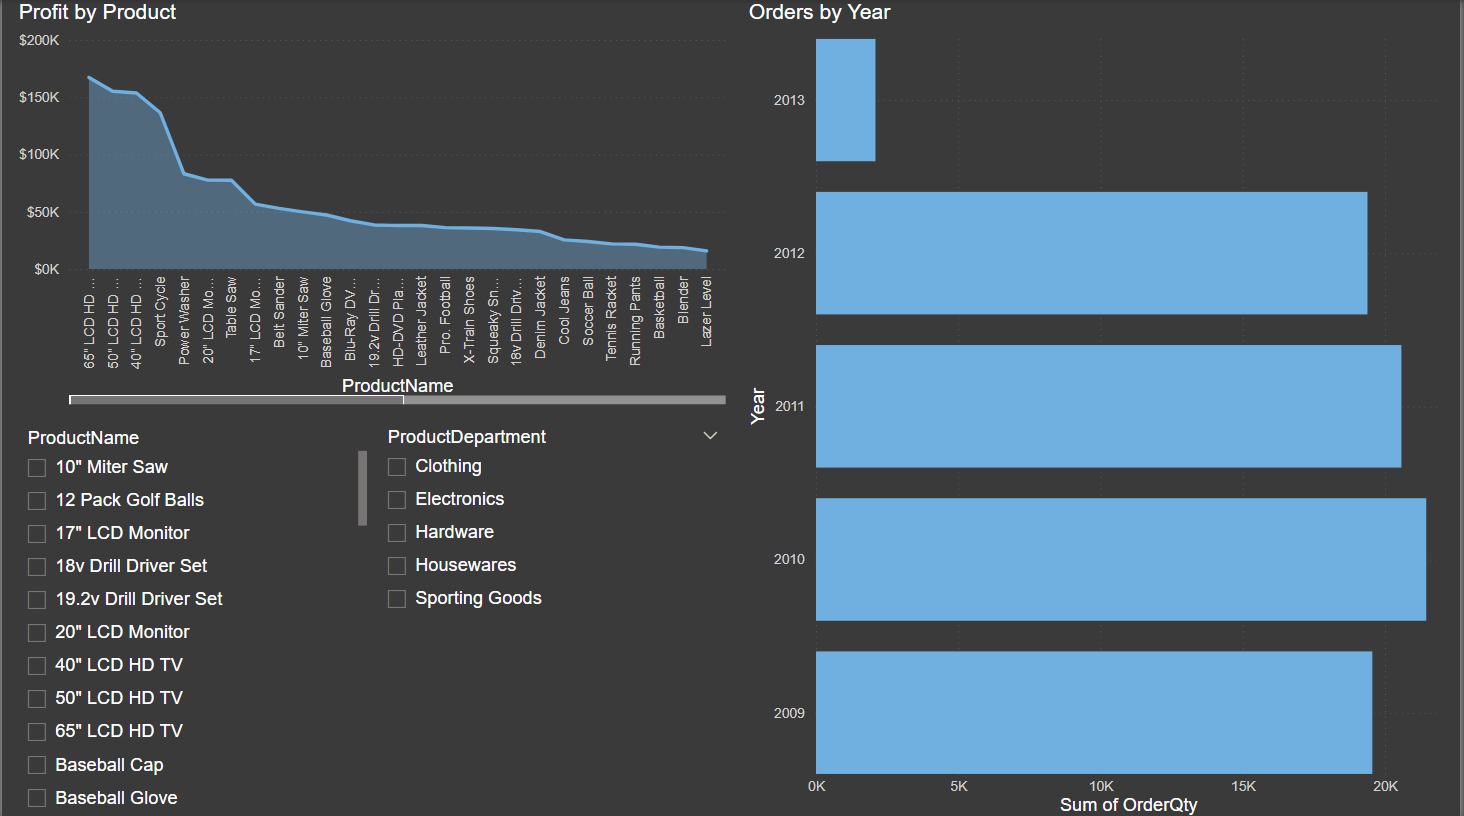 Profit by Product
$200K
$150K
$100K
$50K
$0K
65" LCD HD ...
50" LCD HD ...
40" LCD HD ...
Sport Cycle
Power Washer
20" LCD Mo...
Table Saw
17" LCD Mo...
Belt Sander
10" Miter Saw
Baseball Glove
Blu-Ray DV...
19.2v Drill Dr...
HD-DVD Pla...
Leather Jacket
Pro. Football
X-Train Shoes
Squeaky Sn...
18v Drill Driv...
Denim Jacket
Cool Jeans
Soccer Ball
Tennis Racket
Running Pants
Basketball
Blender
Lazer Level
ProductName
ProductName
10" Miter Saw
12 Pack Golf Balls
17" LCD Monitor
18v Drill Driver Set
19.2v Drill Driver Set
20" LCD Monitor
40" LCD HD TV
50" LCD HD TV
65" LCD HD TV
Baseball Cap
Baseball Glove
ProductDepartment
Clothing
Electronics
Hardware
Housewares
Sporting Goods
Orders by Year
Year
2013
2012
2011
2010
2009
0K
5K
10K
15K
20K
Sum of OrderQty